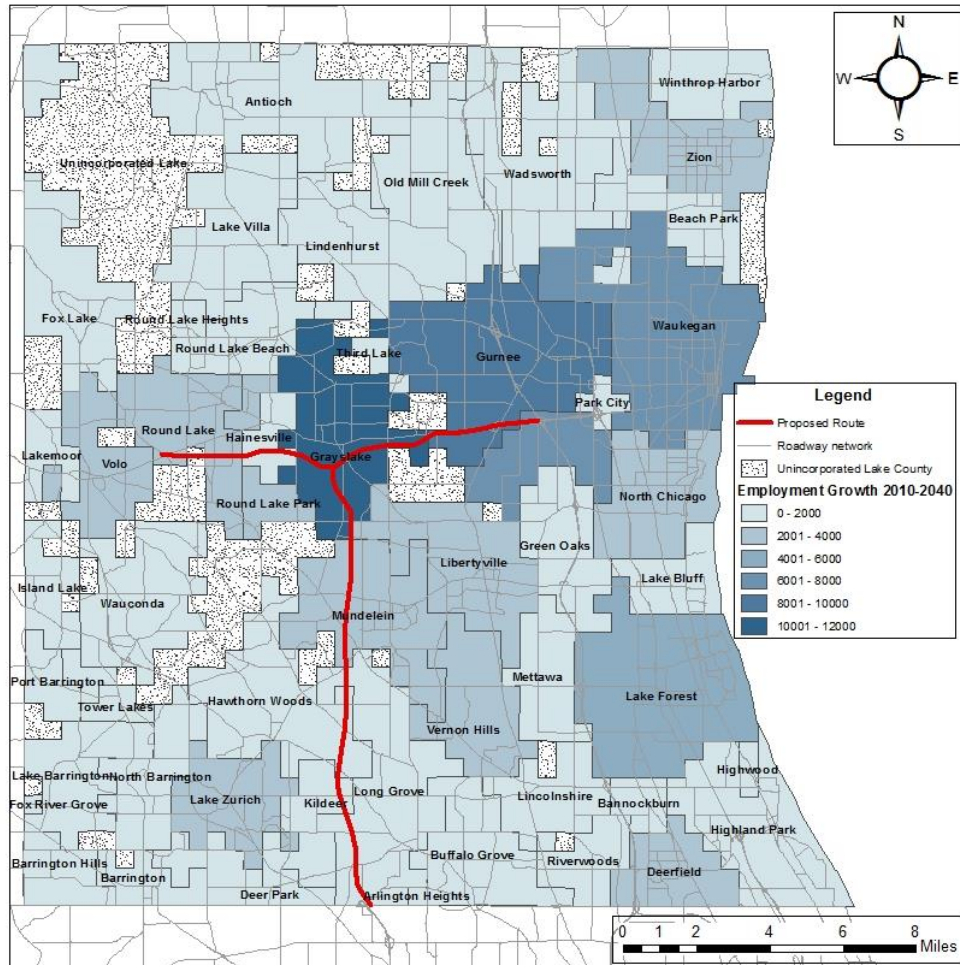 N
W E
S
Winthrop Harbor
Antioch
Zion
Unincorporated Lake
Wadsworth
Old Mill Creek
Beach Park
Lake Villa
Lindenhurst
Fox Lake
Round Lake Heights
Waukegan
Round Lake Beach
Third Lake
Gurnee
Park City
Round Lake
Hainesville
Lakemoor
Volo
Grayslake
North Chicago
Round Lake Park
Green Oaks
Libertyville
Lake Bluff
Island Lake
Wauconda
Mundelein
Port Barrington
Mettawa
Tower Lakes
Hawthorn Woods
Lake Forest
Vernon Hills
Lake Barrington
North Barrington
Highwood
Lake Zurich
Long Grove
Lincolnshire
Fox River Grove
Kildeer
Bannockburn
Highland Park
Barrington Hills
Buffalo Grove
Riverwoods
Barrington
Deerfield
Deer Park
Arlington Heights
Legend
Proposed Route
Roadway network
Unincorporated Lake County
Employment Growth 2010-2040
0 - 2000
2001 - 4000
4001 - 6000
6001 - 8000
8001 - 10000
10001 - 12000
0 1 2 4 6 8
Miles